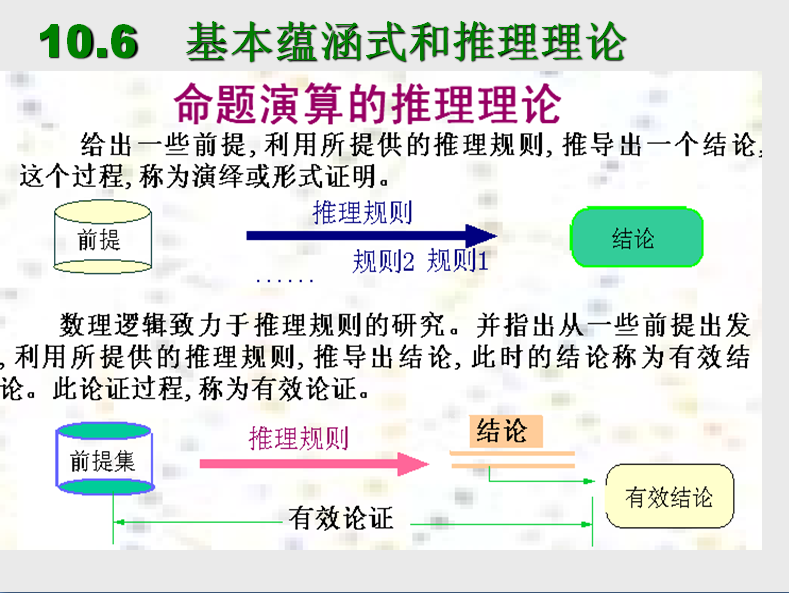 10.6 基本蕴涵式和推理理论
命题演算的推理理论
给出一些前提,利用所提供的推理规则,推导出一个结论,
这个过程,称为演绎或形式证明。
前提
推理规则
规则2 规则1
......
结论
数理逻辑致力于推理规则的研究。并指出从一些前提出发
,利用所提供的推理规则,推导出结论,此时的结论称为有效结
论。此论证过程,称为有效论证。
前提集
推理规则
结论
有效结论
有效论证